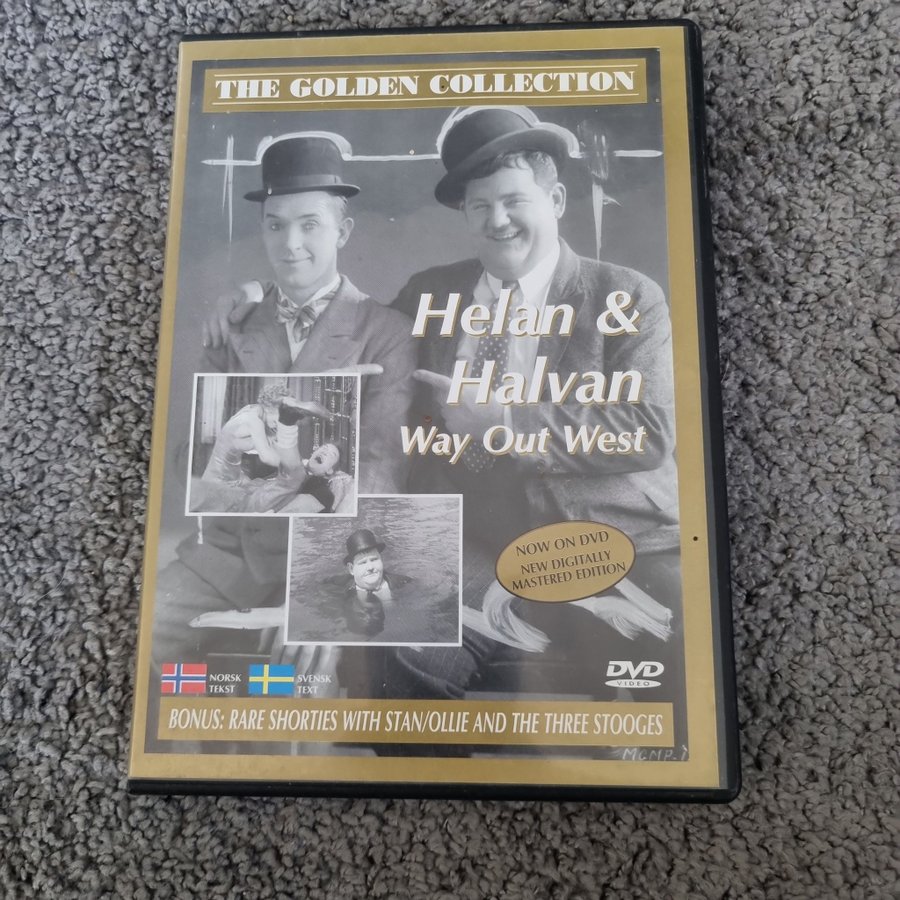 THE GOLDEN COLLECTION
Helan &
Halvan
Way Out West
NOW ON DVD
NEW DIGITALLY
MASTERED EDITION
NORSK
TEKST
SVENSK
TEXT
DVD
VIDEO
BONUS: RARE SHORTIES WITH STAN/OLLIE AND THE THREE STOOGES